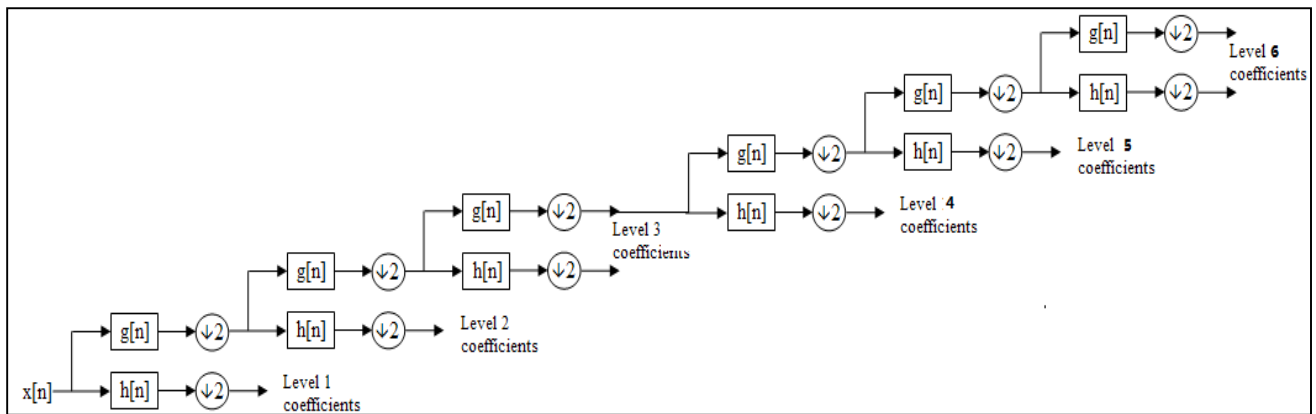 g[n] ↓2
Level 6
coefficients
g[n] ↓2 h[n] ↓2
g[n] ↓2 h[n] ↓2
Level 5
coefficients
g[n] ↓2 h[n] ↓2
Level 4
coefficients
Level 3
coefficients
g[n] ↓2 h[n] ↓2
g[n] ↓2 h[n] ↓2
Level 2
coefficients
x[n] h[n] ↓2
Level 1
coefficients